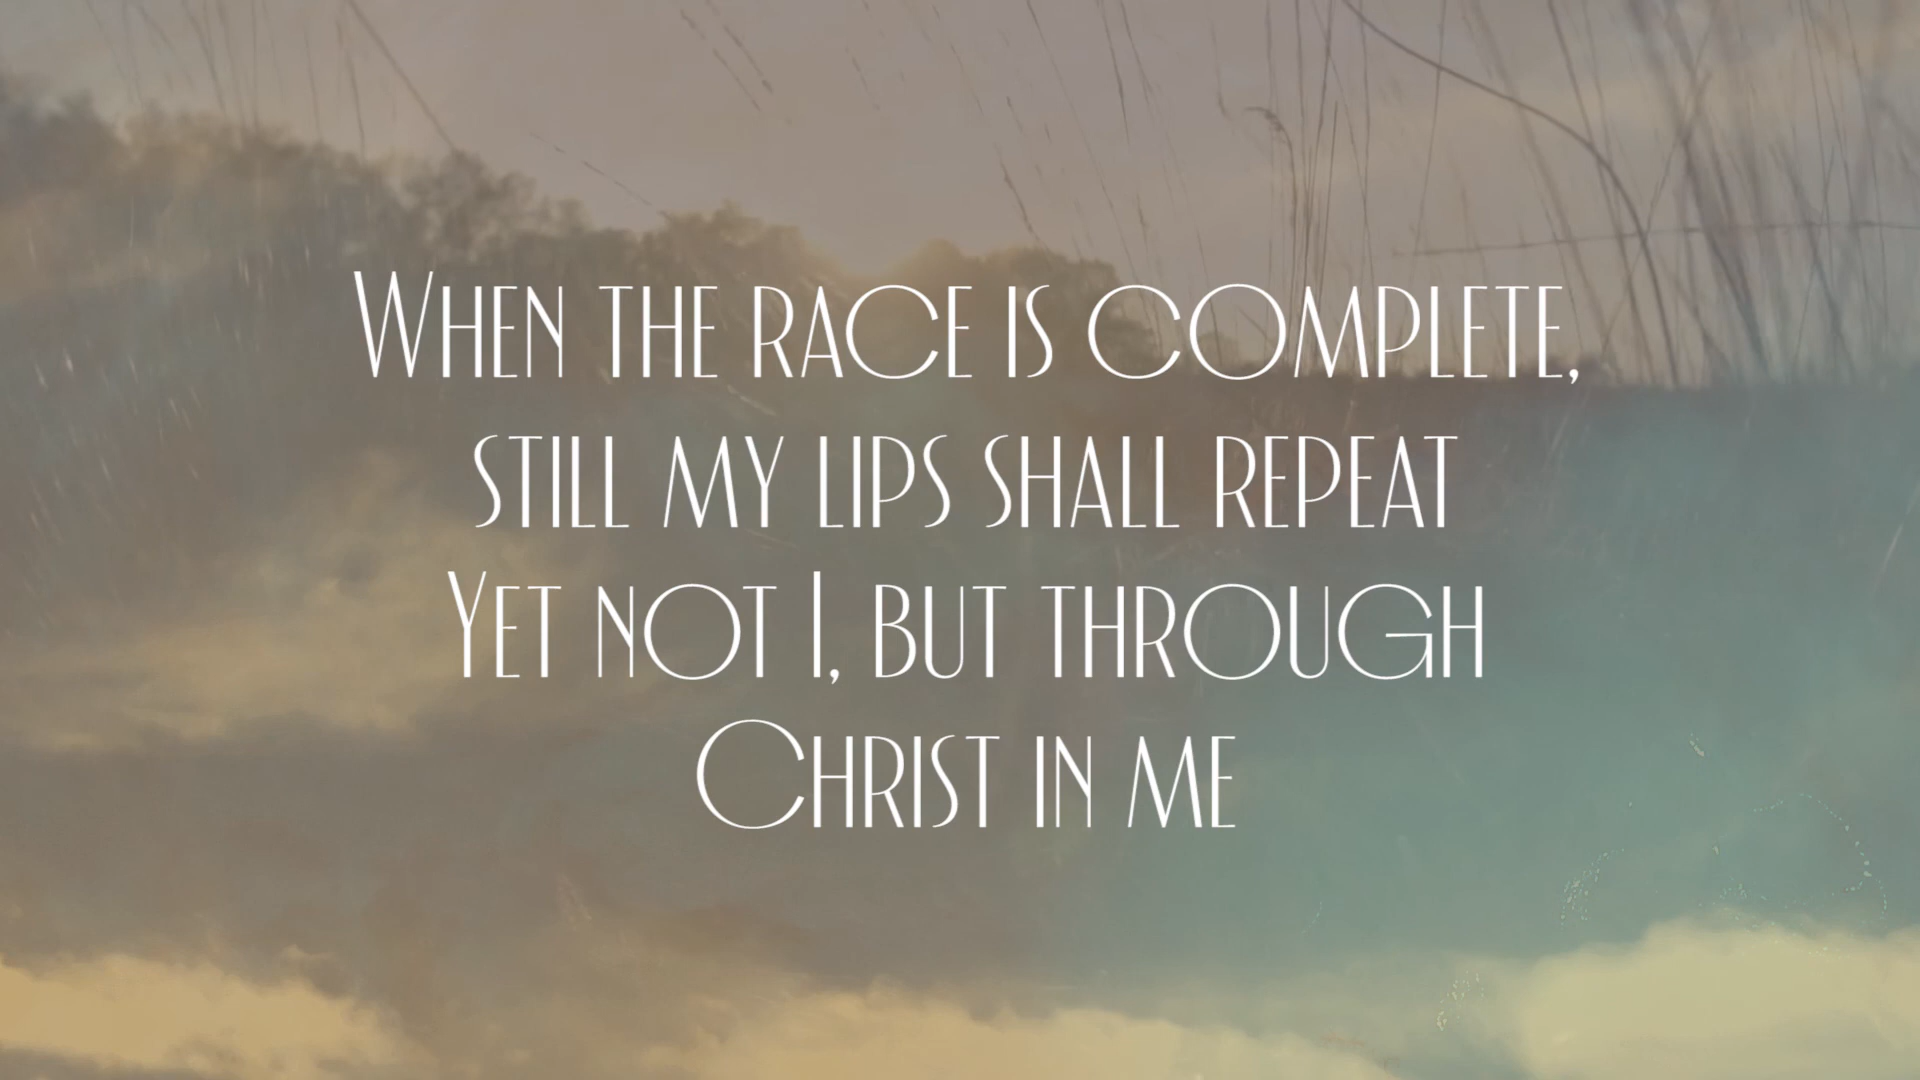 When the race is complete,
still my lips shall repeat
Yet not I, but through
Christ in me